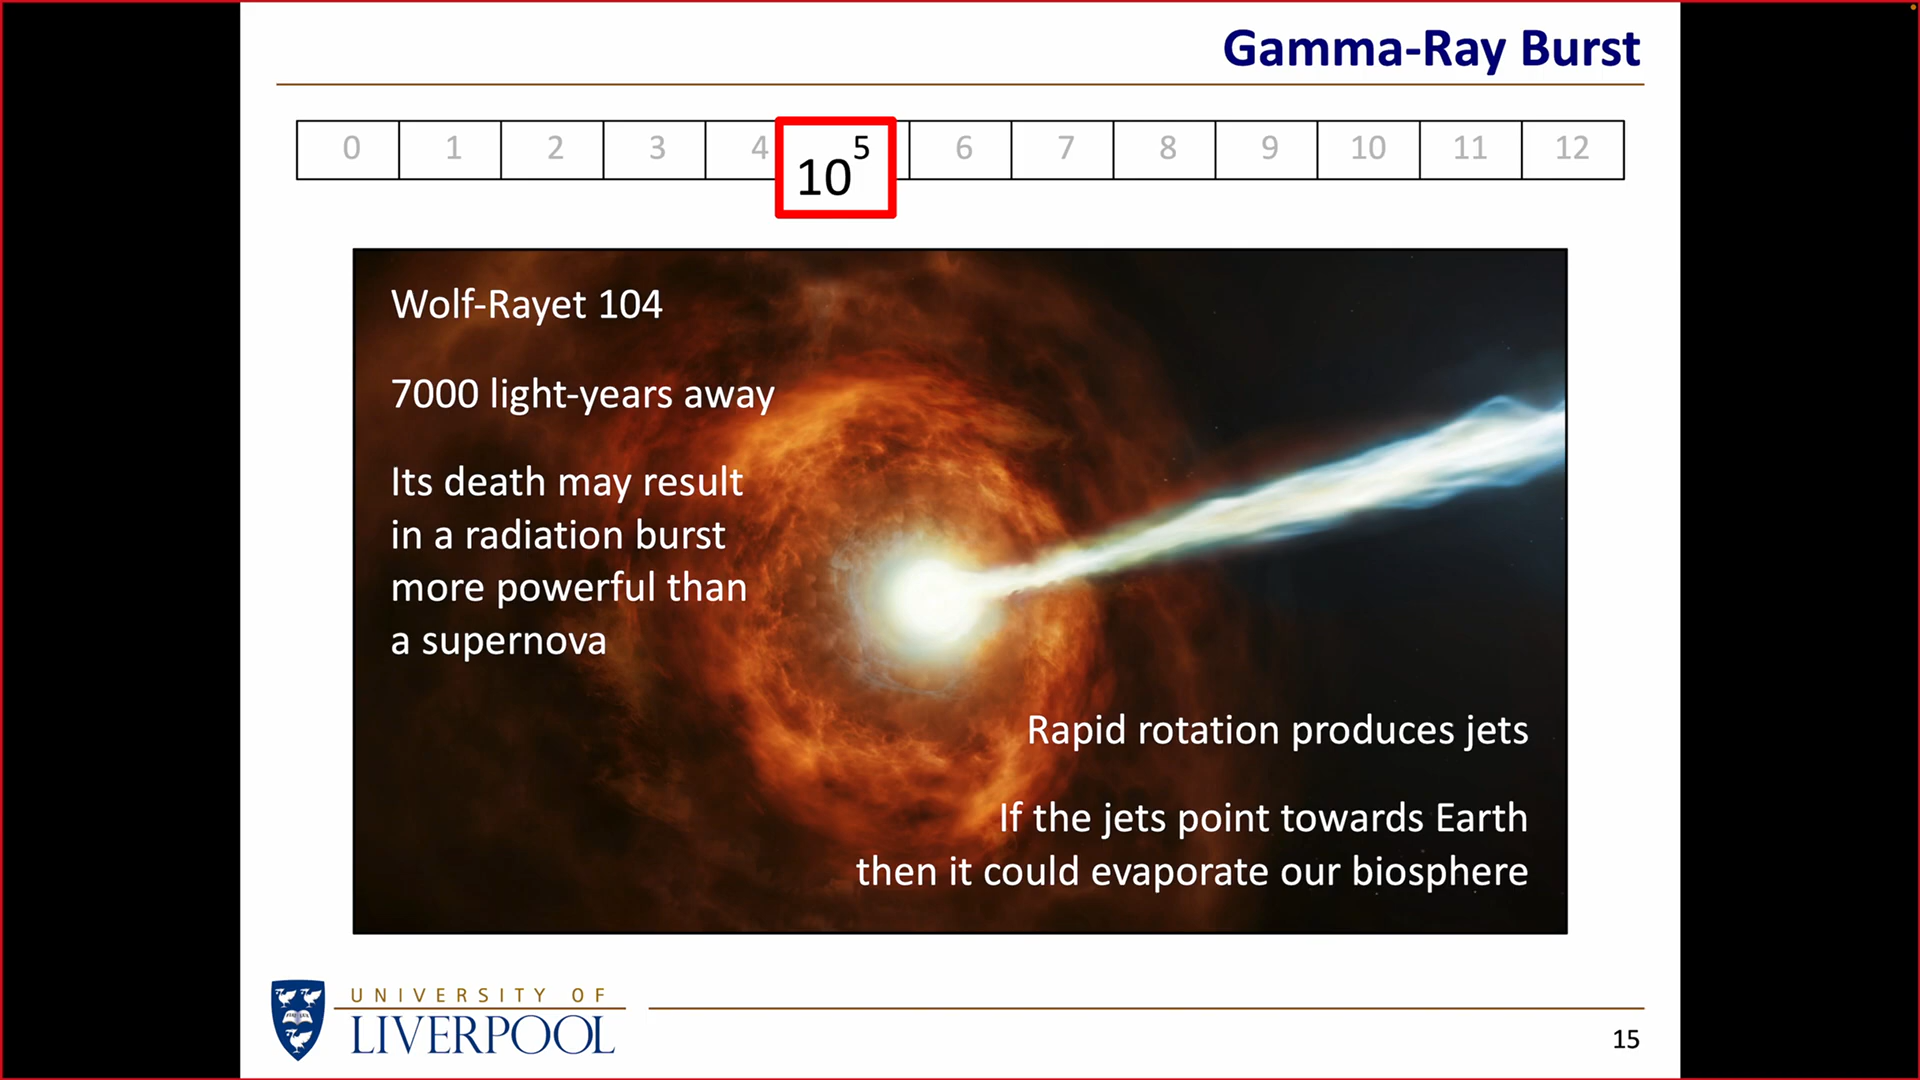 Gamma-Ray Burst
0 1 2 3 4 10^5 6 7 8 9 10 11 12
Wolf-Rayet 104
7000 light-years away
Its death may result
in a radiation burst
more powerful than
a supernova
Rapid rotation produces jets
If the jets point towards Earth
then it could evaporate our biosphere
UNIVERSITY OF
LIVERPOOL
15